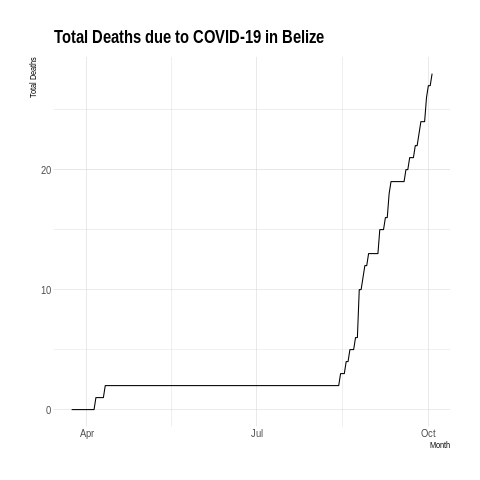 Total Deaths due to COVID-19 in Belize
Total Deaths
20
10
0
Apr
Jul
Oct
Month